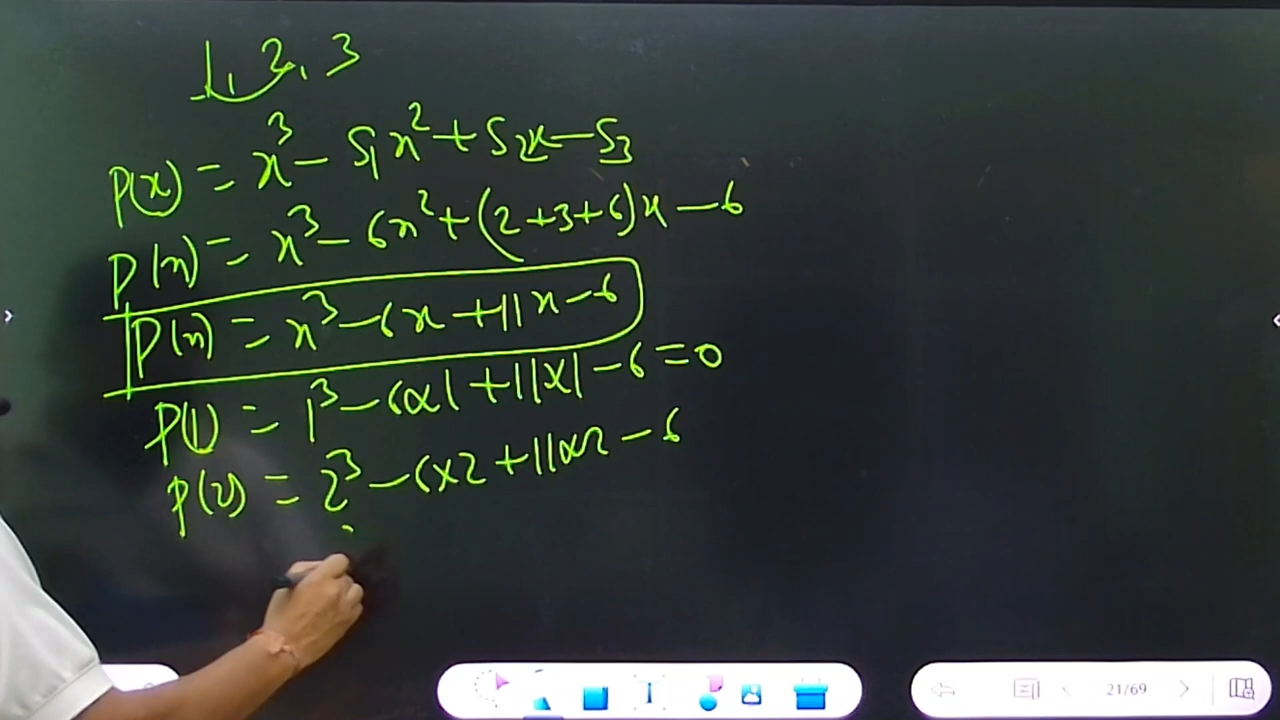 1, 2, 3
P(x) = x³ - S₁x² + S₂x - S₃
P(x) = x³ - 6x² + (2+3+6)x - 6
P(x) = x³ - 6x + 11x - 6
P(1) = 1³ - 6×1 + 11×1 - 6 = 0
P(2) = 2³ - 6×2 + 11×2 - 6
21/69